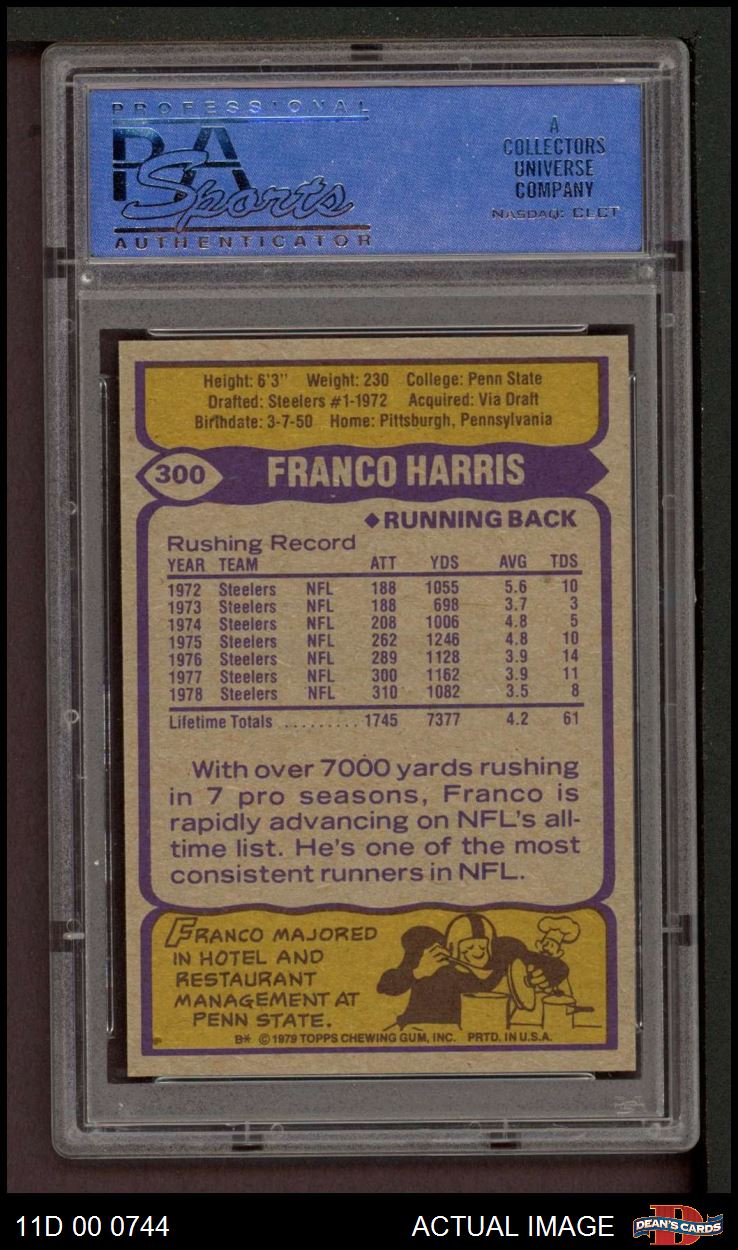 PROFESSIONAL
PSA
Sports
AUTHENTICATOR
A
COLLECTORS
UNIVERSE
COMPANY
NASDAQ: CLCT
Height: 6'3" Weight: 230 College: Penn State
Drafted: Steelers #1-1972 Acquired: Via Draft
Birthdate: 3-7-50 Home: Pittsburgh, Pennsylvania
300 FRANCO HARRIS
◆RUNNING BACK
Rushing Record
YEAR TEAM ATT YDS AVG TDS
1972 Steelers NFL 188 1055 5.6 10
1973 Steelers NFL 188 698 3.7 3
1974 Steelers NFL 208 1006 4.8 5
1975 Steelers NFL 262 1246 4.8 10
1976 Steelers NFL 289 1128 3.9 14
1977 Steelers NFL 300 1162 3.9 11
1978 Steelers NFL 310 1082 3.5 8
Lifetime Totals .......... 1745 7377 4.2 61
With over 7000 yards rushing
in 7 pro seasons, Franco is
rapidly advancing on NFL's all-
time list. He's one of the most
consistent runners in NFL.
FRANCO MAJORED
IN HOTEL AND
RESTAURANT
MANAGEMENT AT
PENN STATE.
B* © 1979 TOPPS CHEWING GUM, INC. PRTD. IN U.S.A.
11D 00 0744 ACTUAL IMAGE DEAN'S CARDS